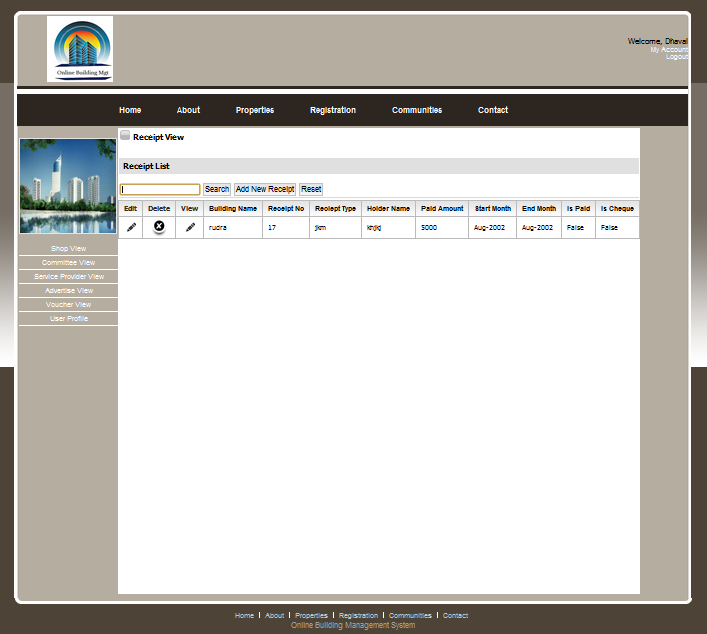 Online Building Mgt
Welcome, Dhaval
My Account
Logout
Home About Properties Registration Communities Contact
Receipt View
Receipt List
Search Add New Receipt Reset
Edit Delete View Building Name Receipt No Reciept Type Holder Name Paid Amount Start Month End Month Is Paid Is Cheque
rudra 17 jkm khjkj 5000 Aug-2002 Aug-2002 False False
Shop View
Committee View
Service Provider View
Advertise View
Voucher View
User Profile
Home | About | Properties | Registration | Communities | Contact
Online Building Management System